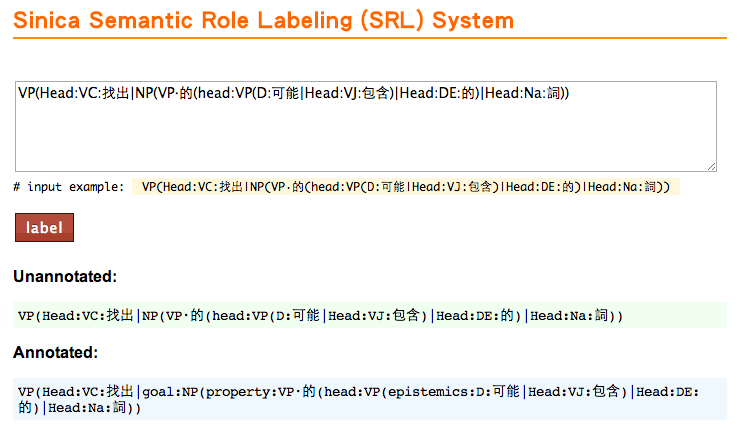 Sinica Semantic Role Labeling (SRL) System
VP(Head:VC:找出|NP(VP‧的(head:VP(D:可能|Head:VJ:包含)|Head:DE:的)|Head:Na:詞))
# input example: VP(Head:VC:找出|NP(VP‧的(head:VP(D:可能|Head:VJ:包含)|Head:DE:的)|Head:Na:詞))
label
Unannotated:
VP(Head:VC:找出|NP(VP‧的(head:VP(D:可能|Head:VJ:包含)|Head:DE:的)|Head:Na:詞))
Annotated:
VP(Head:VC:找出|goal:NP(property:VP‧的(head:VP(epistemics:D:可能|Head:VJ:包含)|Head:DE:
的)|Head:Na:詞))